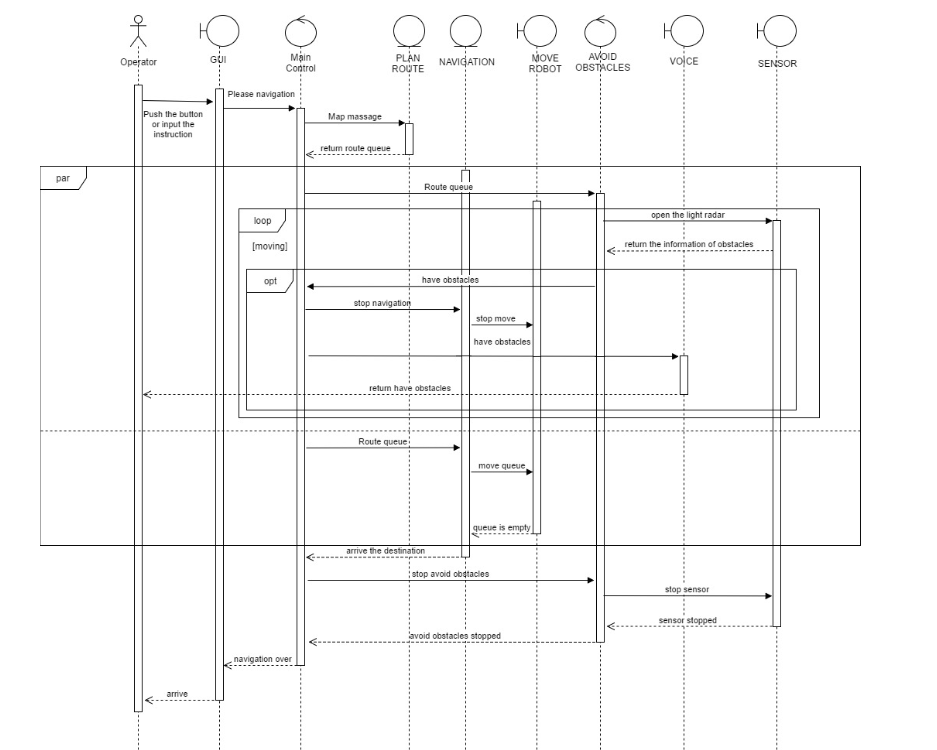 Operator
GUI
Main
Control
PLAN
ROUTE
NAVIGATION
MOVE
ROBOT
AVOID
OBSTACLES
VOICE
SENSOR
Please navigation
Push the button
or input the
instruction
Map massage
return route queue
par
Route queue
loop
[moving]
open the light radar
return the information of obstacles
opt
have obstacles
stop navigation
stop move
have obstacles
return have obstacles
Route queue
move queue
queue is empty
arrive the destination
stop avoid obstacles
stop sensor
sensor stopped
avoid obstacles stopped
navigation over
arrive